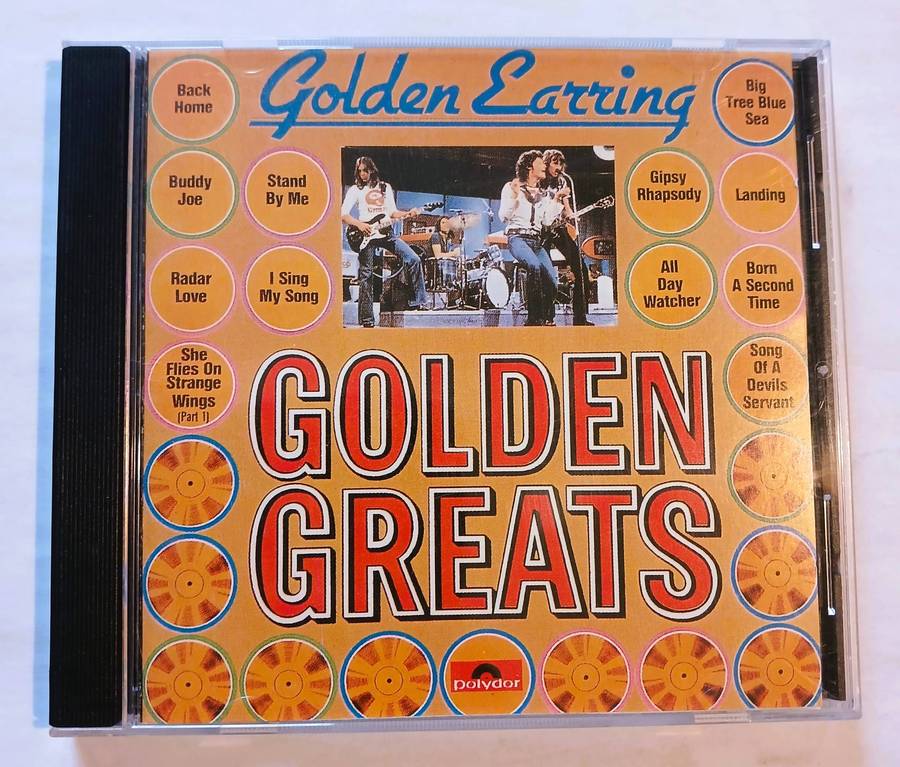 Golden Earring
Back
Home
Big
Tree Blue
Sea
Buddy
Joe
Stand
By Me
Gipsy
Rhapsody
Landing
Radar
Love
I Sing
My Song
All
Day
Watcher
Born
A Second
Time
She
Flies On
Strange
Wings
(Part 1)
Song
Of A
Devils
Servant
GOLDEN
GREATS
polydor